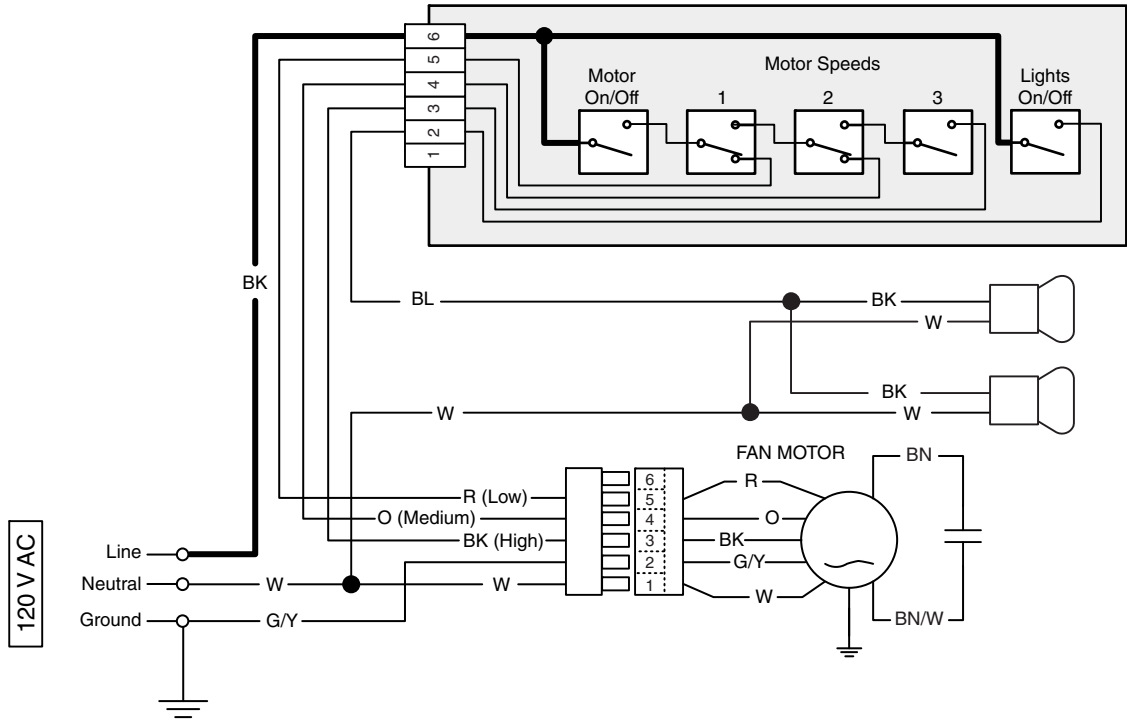 6
5
4
3
2
1
Motor
On/Off
Motor Speeds
1
2
3
Lights
On/Off
BK
BL
BK
W
BK
W
W
FAN MOTOR
BN
R (Low)
O (Medium)
BK (High)
6
5
4
3
2
1
R
O
BK
G/Y
W
BN/W
120 V AC
Line
Neutral
W
W
Ground
G/Y